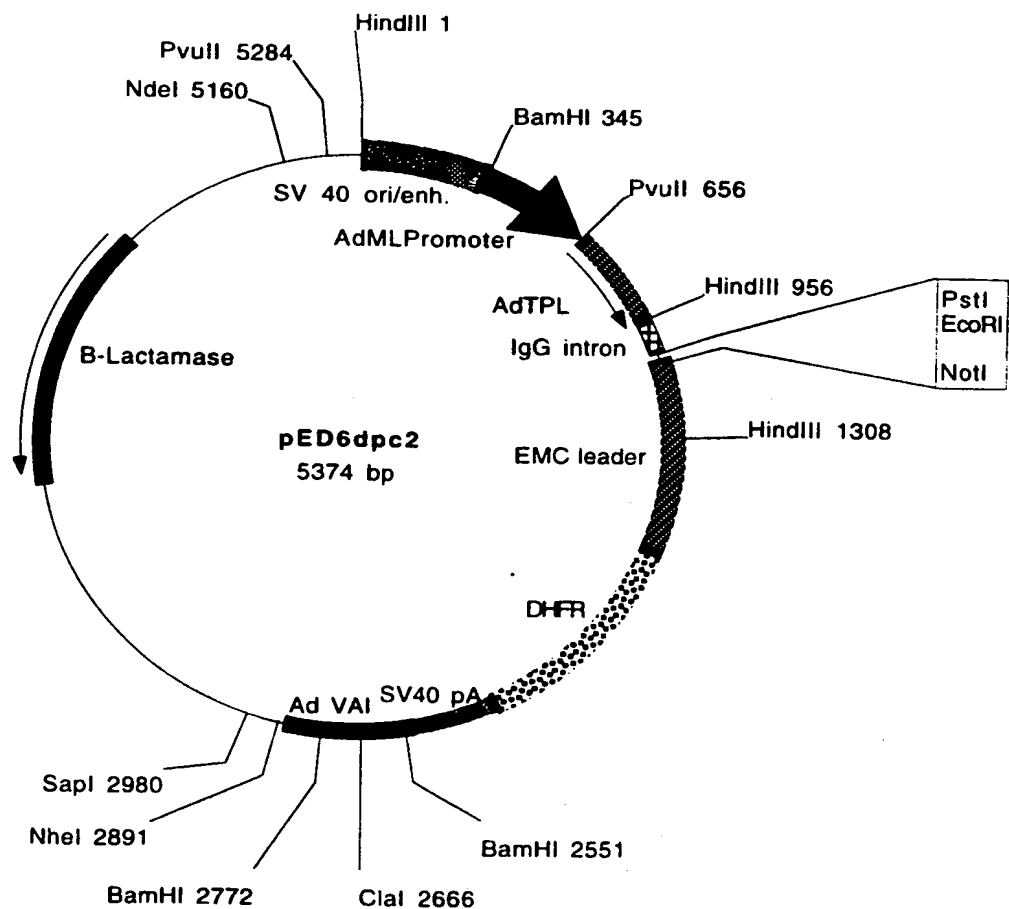 HindIII 1
PvuII 5284
NdeI 5160
BamHI 345
SV 40 ori/enh.
PvuII 656
AdMLPromoter
HindIII 956
AdTPL
PstI
EcoRI
NotI
IgG intron
B-Lactamase
HindIII 1308
pED6dpc2
5374 bp
EMC leader
DHFR
SV40 pA
Ad VAI
SapI 2980
NheI 2891
BamHI 2551
BamHI 2772
ClaI 2666